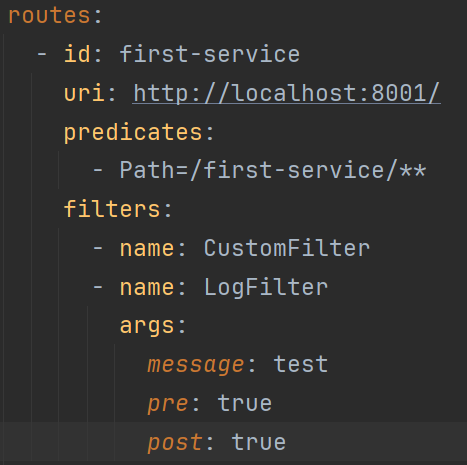 routes:
  - id: first-service
    uri: http://localhost:8001/
    predicates:
      - Path=/first-service/**
    filters:
      - name: CustomFilter
      - name: LogFilter
        args:
          message: test
          pre: true
          post: true